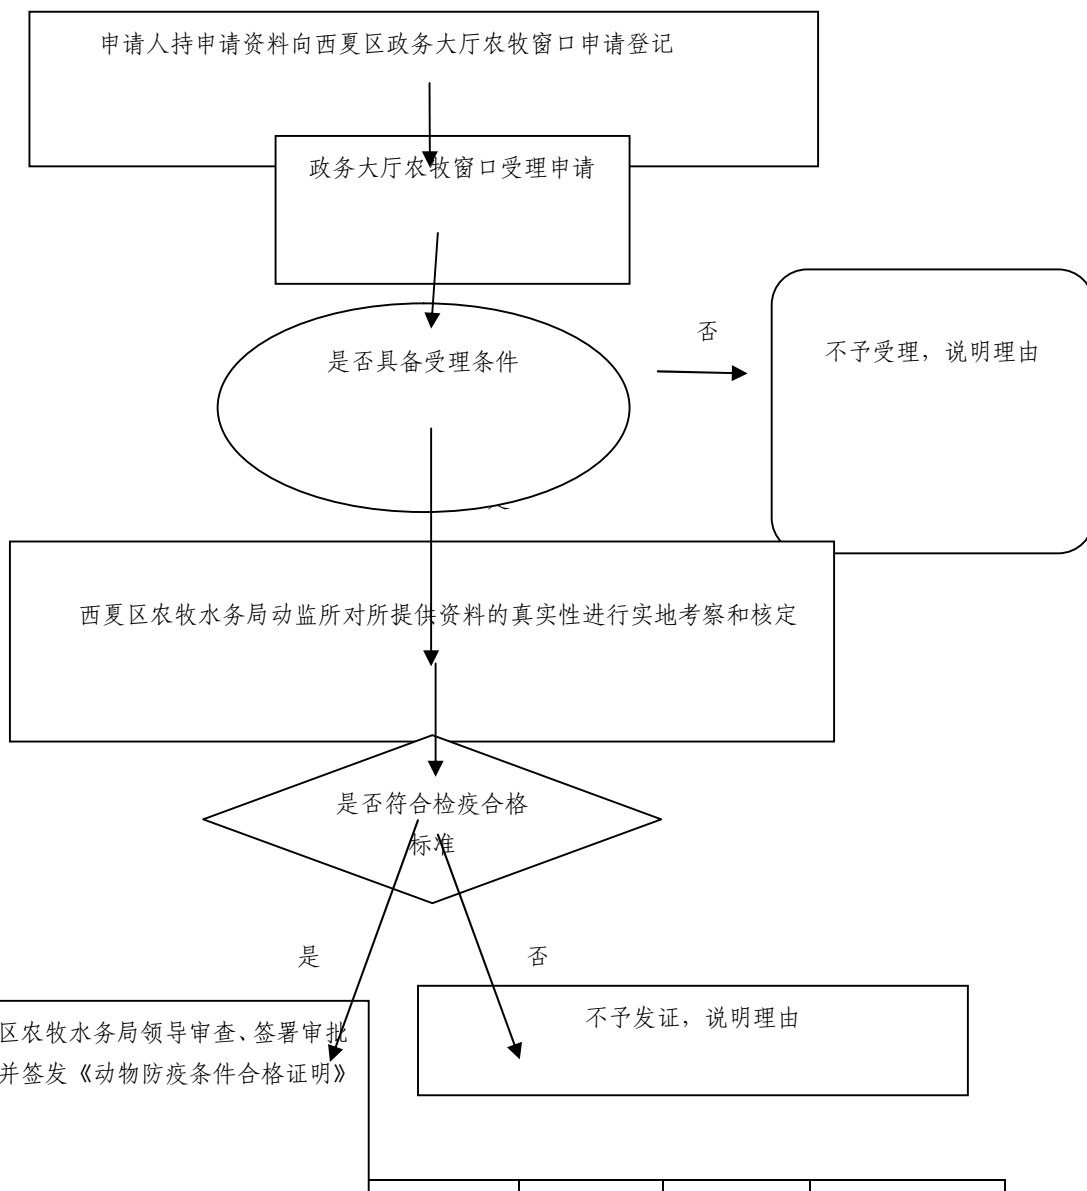 申请人持申请资料向西夏区政务大厅农牧窗口申请登记
政务大厅农牧窗口受理申请
是否具备受理条件
否
不予受理，说明理由
西夏区农牧水务局动监所对所提供资料的真实性进行实地考察和核定
是否符合检疫合格
标准
是
否
区农牧水务局领导审查、签署审批
并签发《动物防疫条件合格证明》
不予发证，说明理由